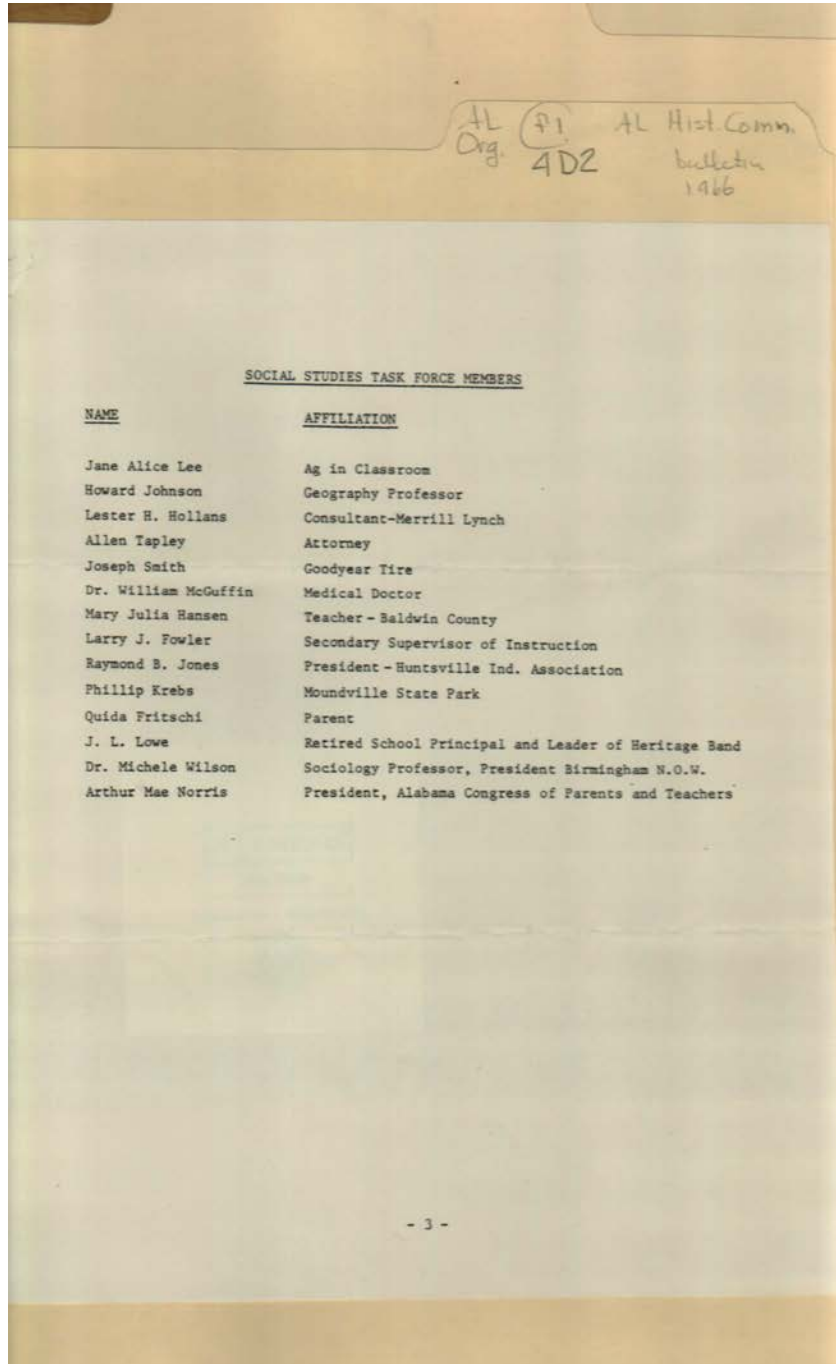 AL F1 AL Hist. Comm.
Org. 4D2 bulletin
1966
SOCIAL STUDIES TASK FORCE MEMBERS
NAME AFFILIATION
Jane Alice Lee Ag in Classroom
Howard Johnson Geography Professor
Lester H. Hollans Consultant-Merrill Lynch
Allen Tapley Attorney
Joseph Smith Goodyear Tire
Dr. William McGuffin Medical Doctor
Mary Julia Hansen Teacher - Baldwin County
Larry J. Fowler Secondary Supervisor of Instruction
Raymond B. Jones President - Huntsville Ind. Association
Phillip Krebs Moundville State Park
Quida Fritschi Parent
J. L. Lowe Retired School Principal and Leader of Heritage Band
Dr. Michele Wilson Sociology Professor, President Birmingham N.O.W.
Arthur Mae Norris President, Alabama Congress of Parents and Teachers
- 3 -